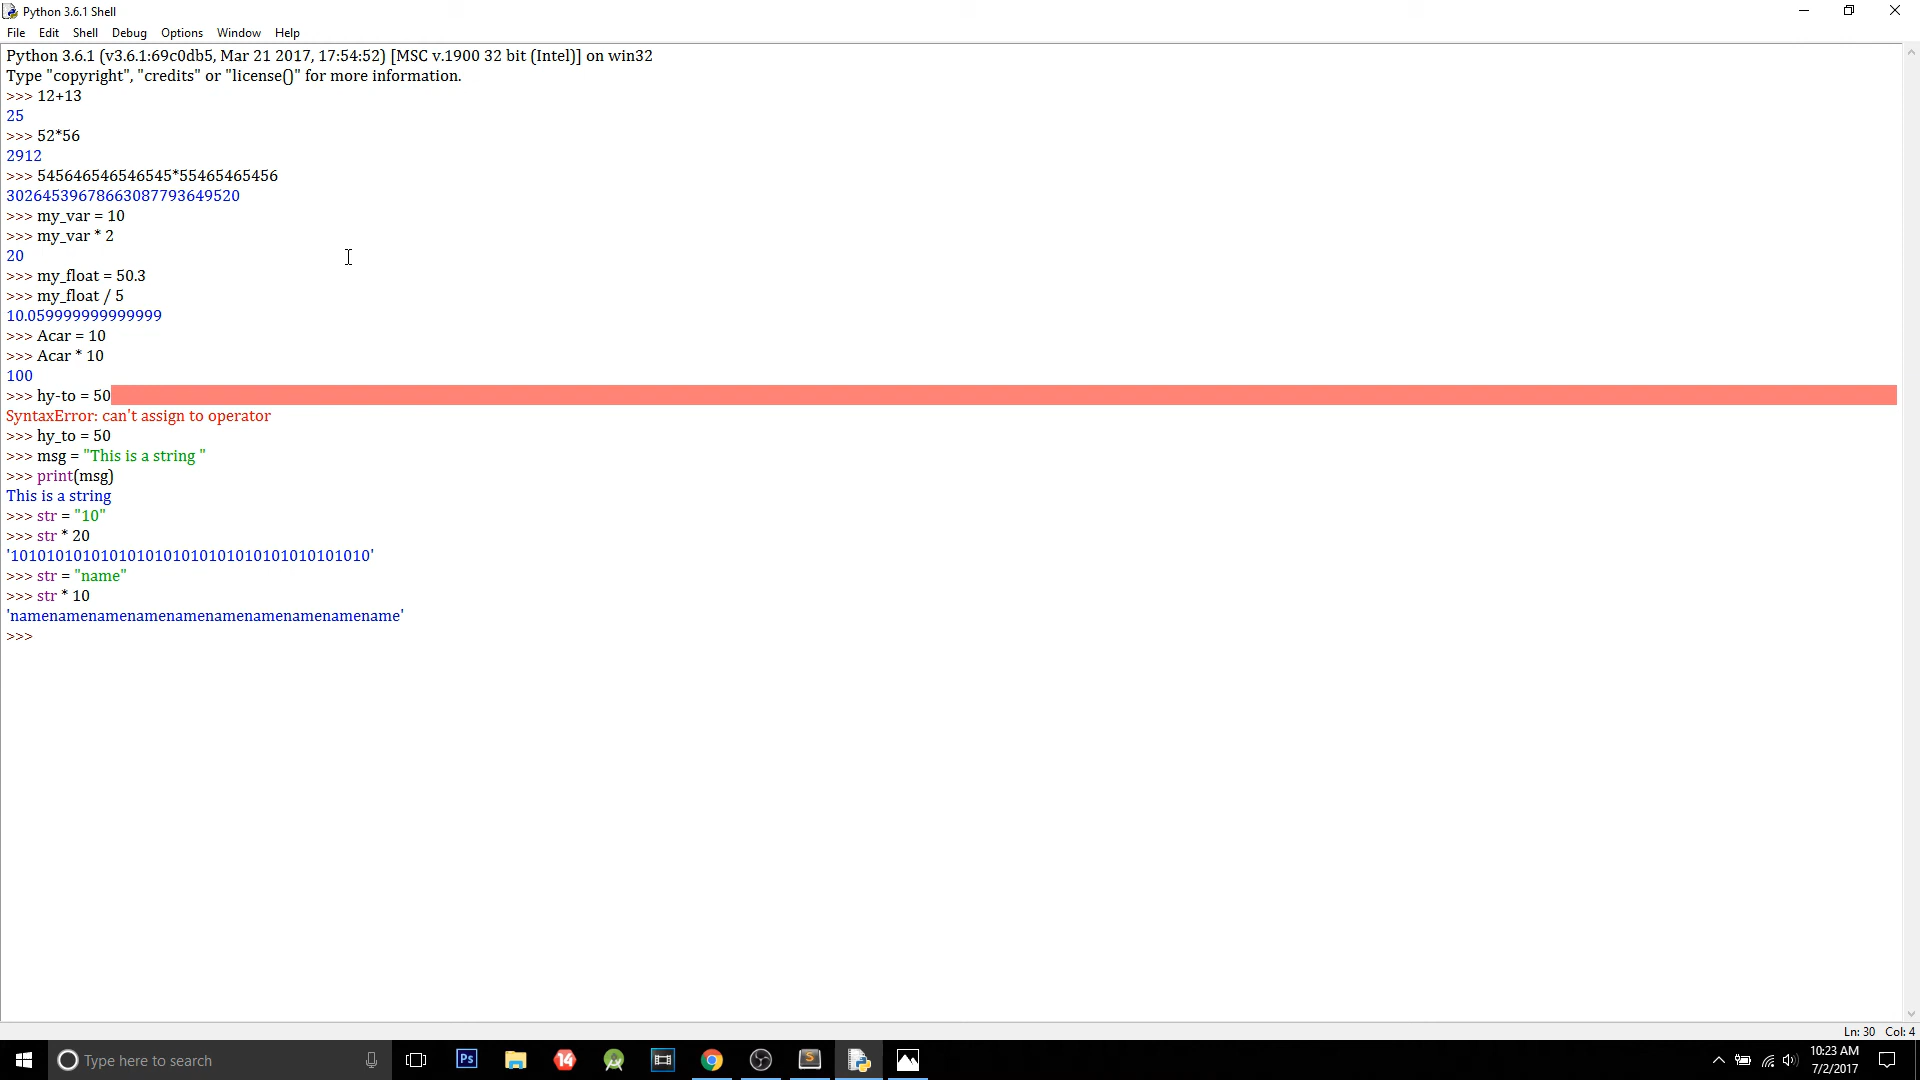 Python 3.6.1 Shell
File Edit Shell Debug Options Window Help
Python 3.6.1 (v3.6.1:69c0db5, Mar 21 2017, 17:54:52) [MSC v.1900 32 bit (Intel)] on win32
Type "copyright", "credits" or "license()" for more information.
>>> 12+13
25
>>> 52*56
2912
>>> 545646546546545*55465465456
30264539678663087793649520
>>> my_var = 10
>>> my_var * 2
20
>>> my_float = 50.3
>>> my_float / 5
10.059999999999999
>>> Acar = 10
>>> Acar * 10
100
>>> hy-to = 50
SyntaxError: can't assign to operator
>>> hy_to = 50
>>> msg = "This is a string "
>>> print(msg)
This is a string
>>> str = "10"
>>> str * 20
'1010101010101010101010101010101010101010'
>>> str = "name"
>>> str * 10
'namenamenamenamenamenamenamenamenamename'
>>>
Ln: 30 Col: 4
Type here to search
Ps
14
S
10:23 AM
7/2/2017